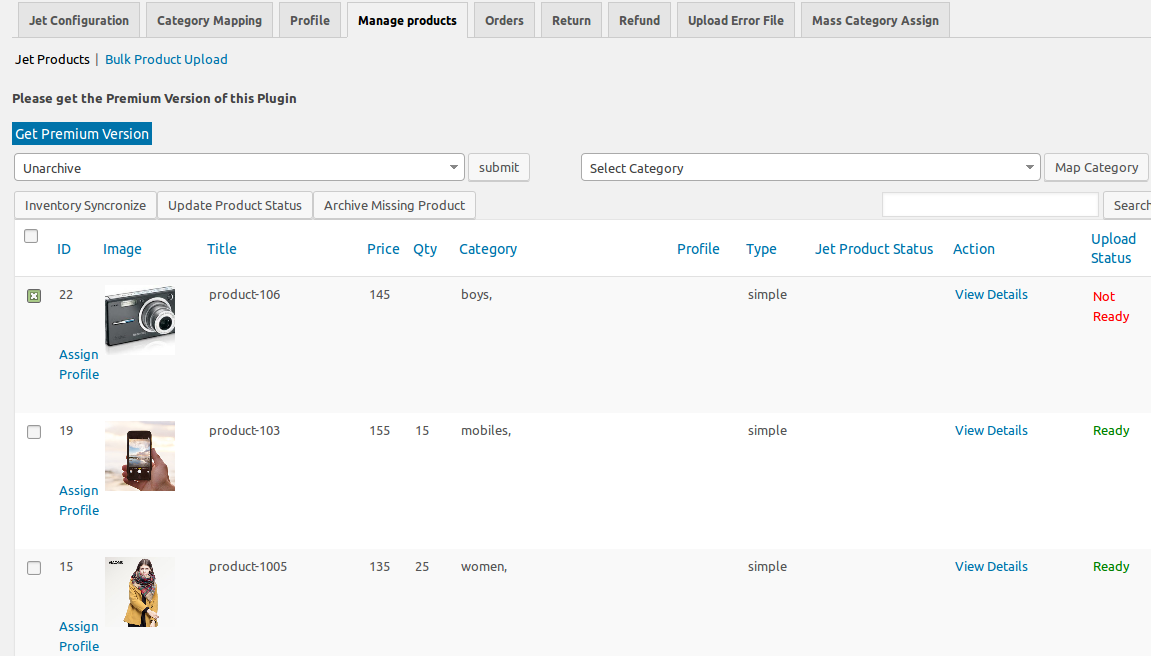 Jet Configuration Category Mapping Profile Manage products Orders Return Refund Upload Error File Mass Category Assign
Jet Products | Bulk Product Upload
Please get the Premium Version of this Plugin
Get Premium Version
Unarchive submit Select Category Map Category
Inventory Syncronize Update Product Status Archive Missing Product Search
ID Image Title Price Qty Category Profile Type Jet Product Status Action Upload Status
22 product-106 145 boys, simple View Details Not Ready
Assign
Profile
19 product-103 155 15 mobiles, simple View Details Ready
Assign
Profile
15 product-1005 135 25 women, simple View Details Ready
Assign
Profile